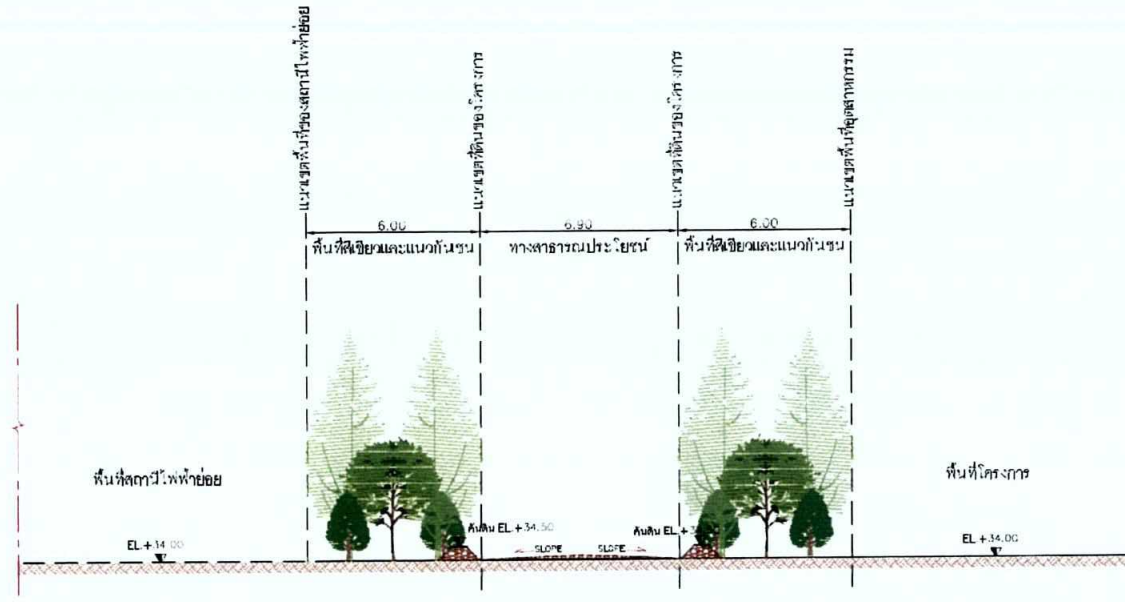 แนวเขตพื้นที่ของสถานีไฟฟ้าย่อย
แนวเขตที่ดินของโครงการ
แนวเขตที่ดินของโครงการ
แนวเขตพื้นที่อุตสาหกรรม
6.00
6.90
6.00
พื้นที่สีเขียวและแนวกันชน
ทางสาธารณประโยชน์
พื้นที่สีเขียวและแนวกันชน
พื้นที่สถานีไฟฟ้าย่อย
พื้นที่โครงการ
คันดิน EL.+34.50
คันดิน EL.
EL.+34.00
SLOPE
SLOPE
EL.+34.00